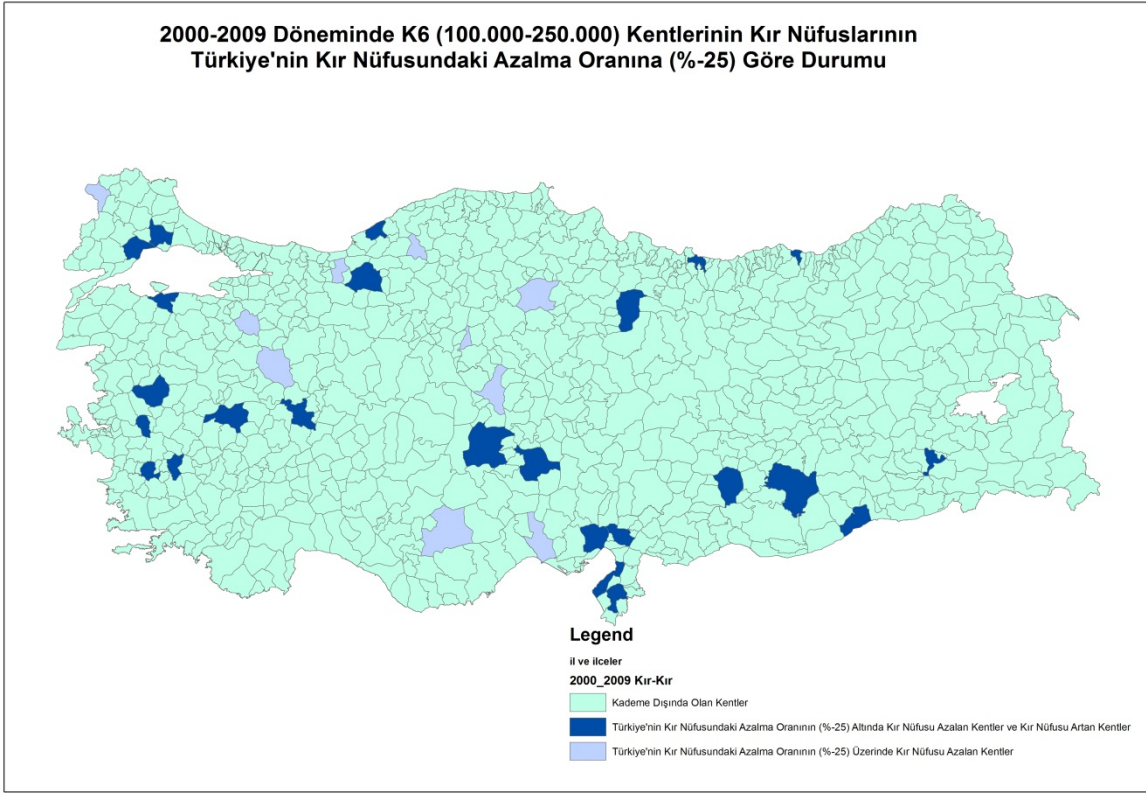 2000-2009 Döneminde K6 (100.000-250.000) Kentlerinin Kır Nüfuslarının
Türkiye'nin Kır Nüfusundaki Azalma Oranına (%-25) Göre Durumu
Legend
il ve ilceler
2000_2009 Kır-Kır
Kademe Dışında Olan Kentler
Türkiye'nin Kır Nüfusundaki Azalma Oranının (%-25) Altında Kır Nüfusu Azalan Kentler ve Kır Nüfusu Artan Kentler
Türkiye'nin Kır Nüfusundaki Azalma Oranının (%-25) Üzerinde Kır Nüfusu Azalan Kentler